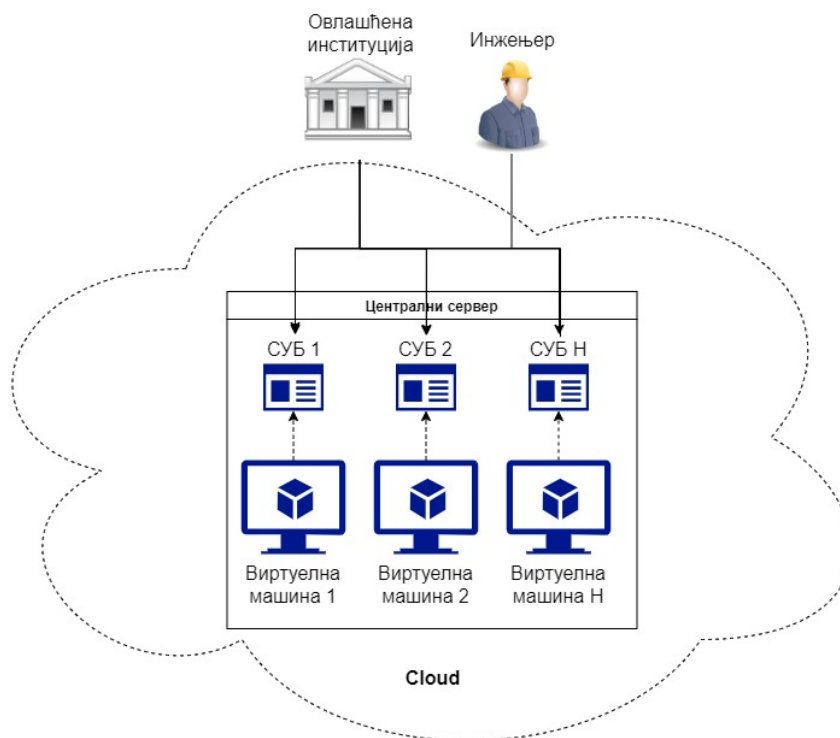 Овлашћена
институција
Инжењер
Централни сервер
СУБ 1
СУБ 2
СУБ Н
Виртуелна
машина 1
Виртуелна
машина 2
Виртуелна
машина Н
Cloud